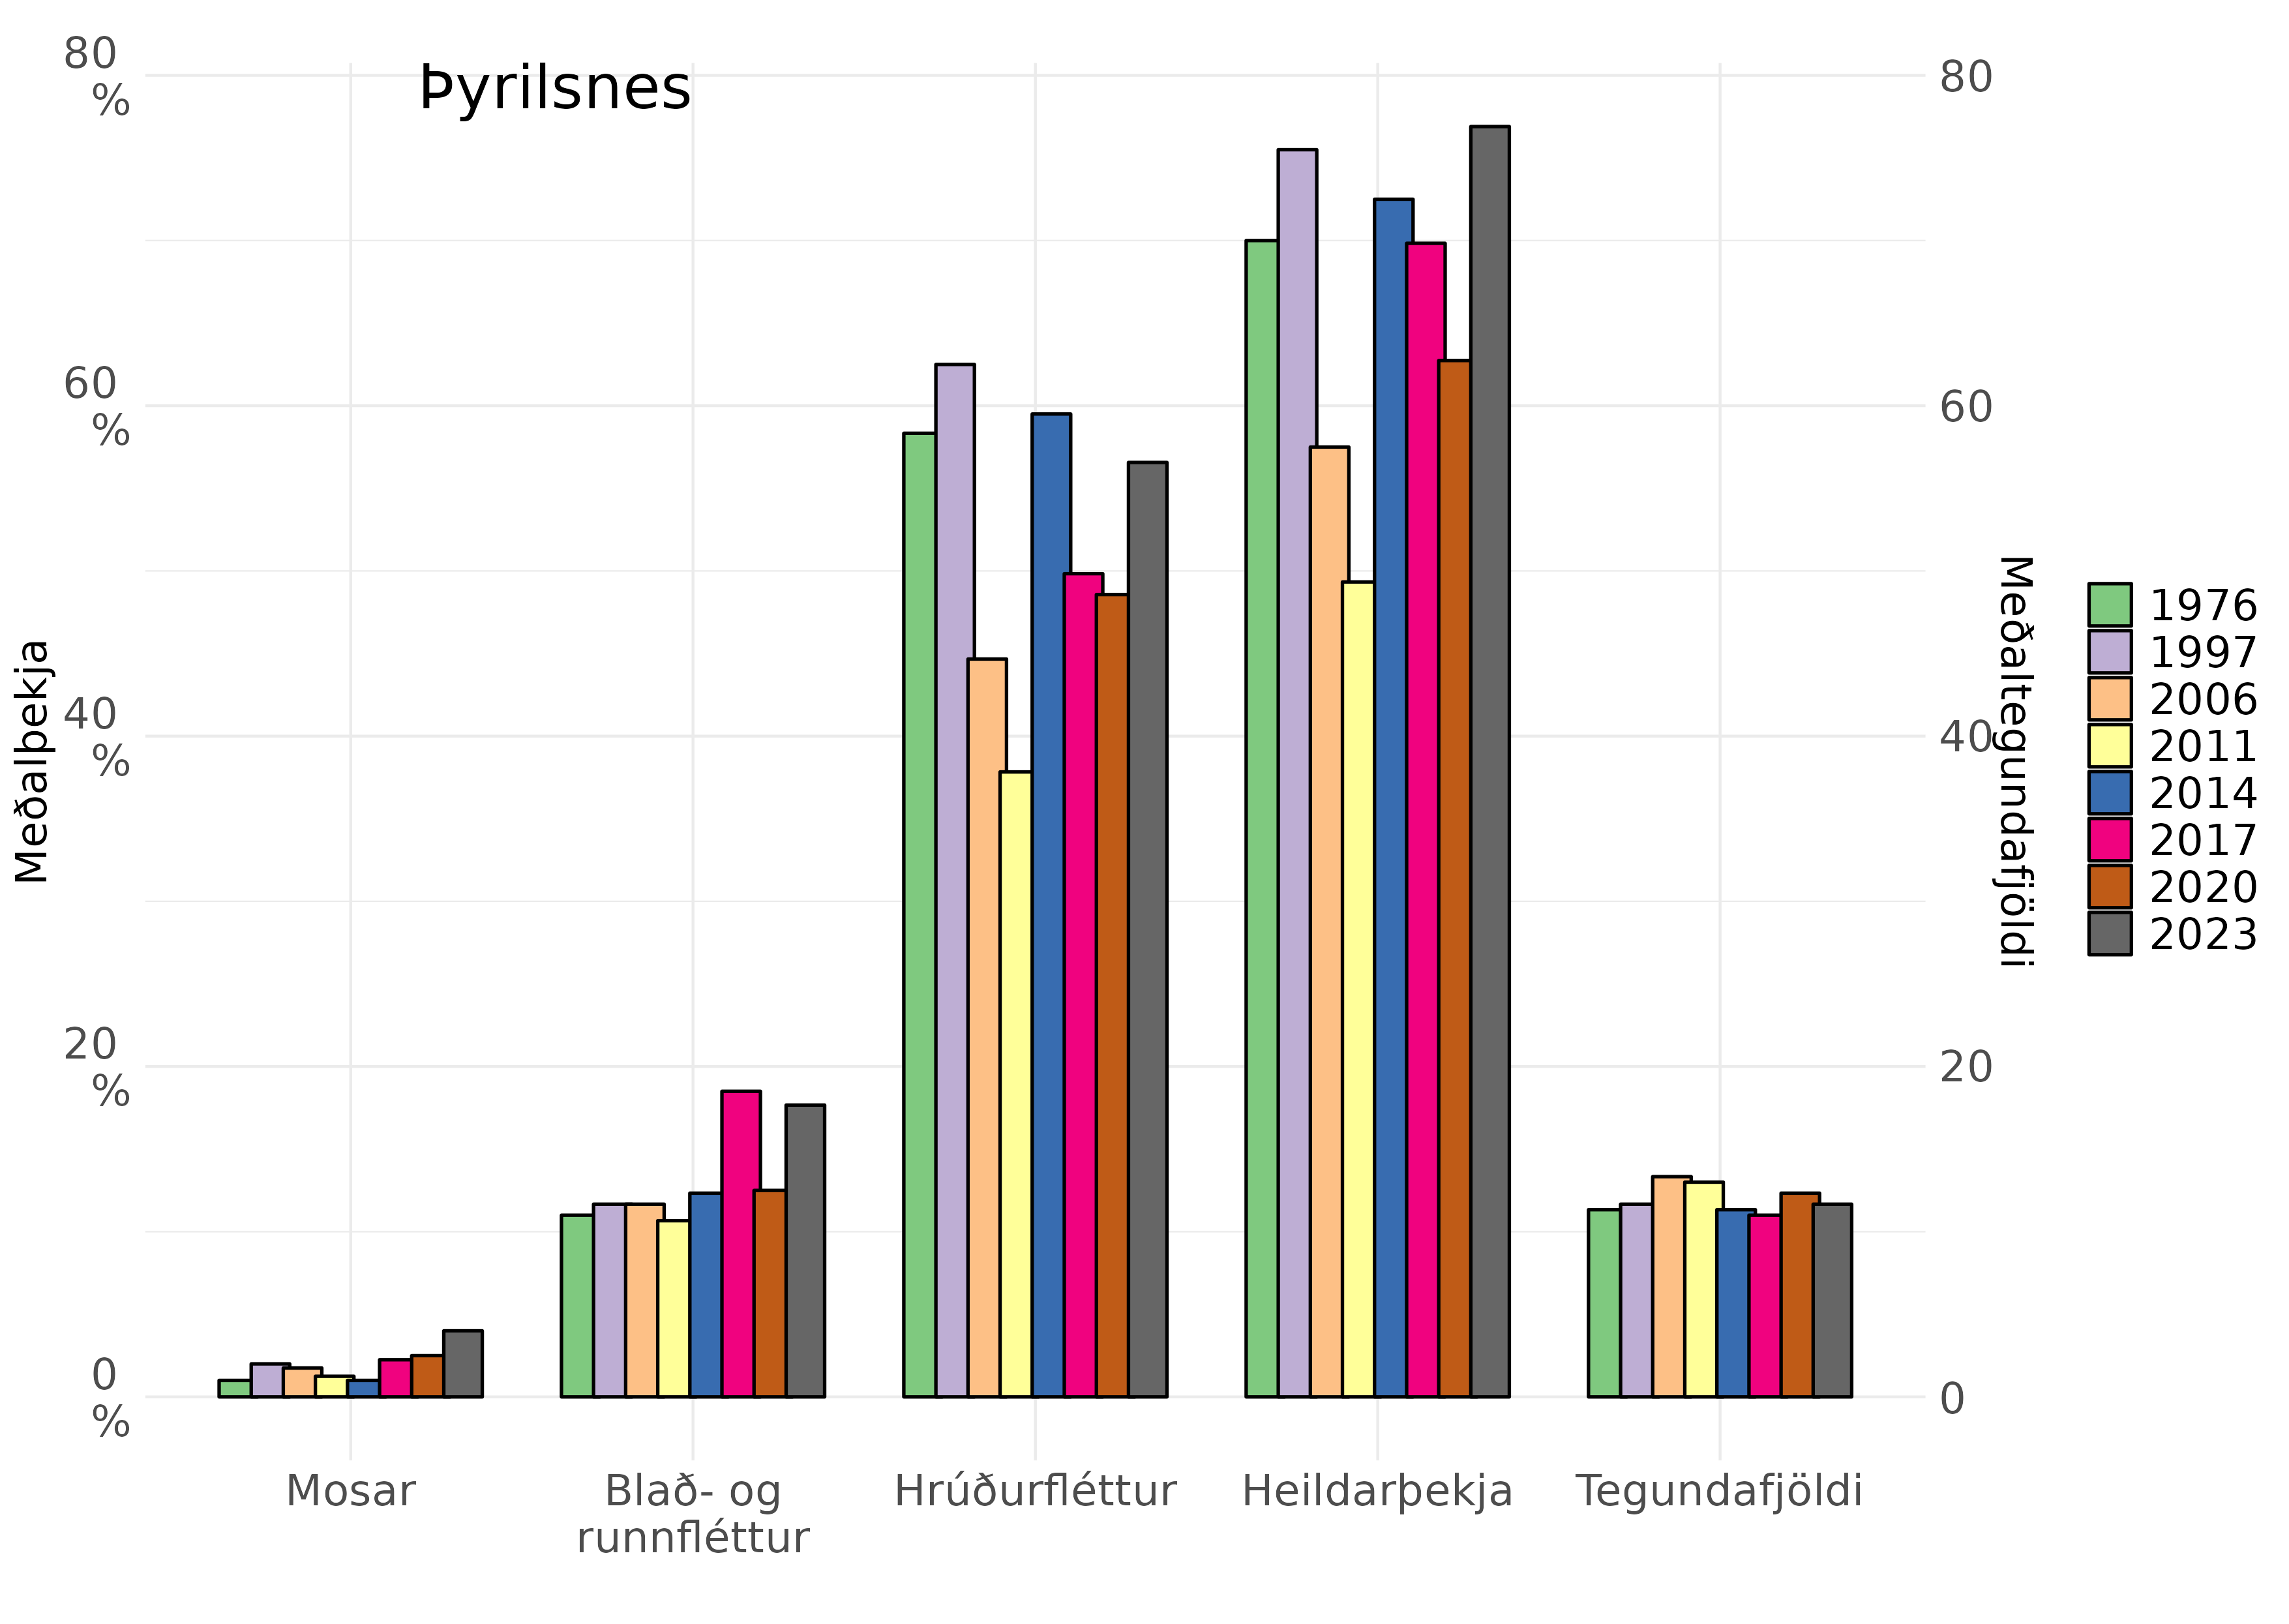 Þyrilsnes
80
%
60
%
40
%
20
%
0
%
Meðalþekja
80
60
40
20
0
Meðaltegundafjöldi
1976
1997
2006
2011
2014
2017
2020
2023
Mosar
Blað- og
runnfléttur
Hrúðurfléttur
Heildarþekja
Tegundafjöldi